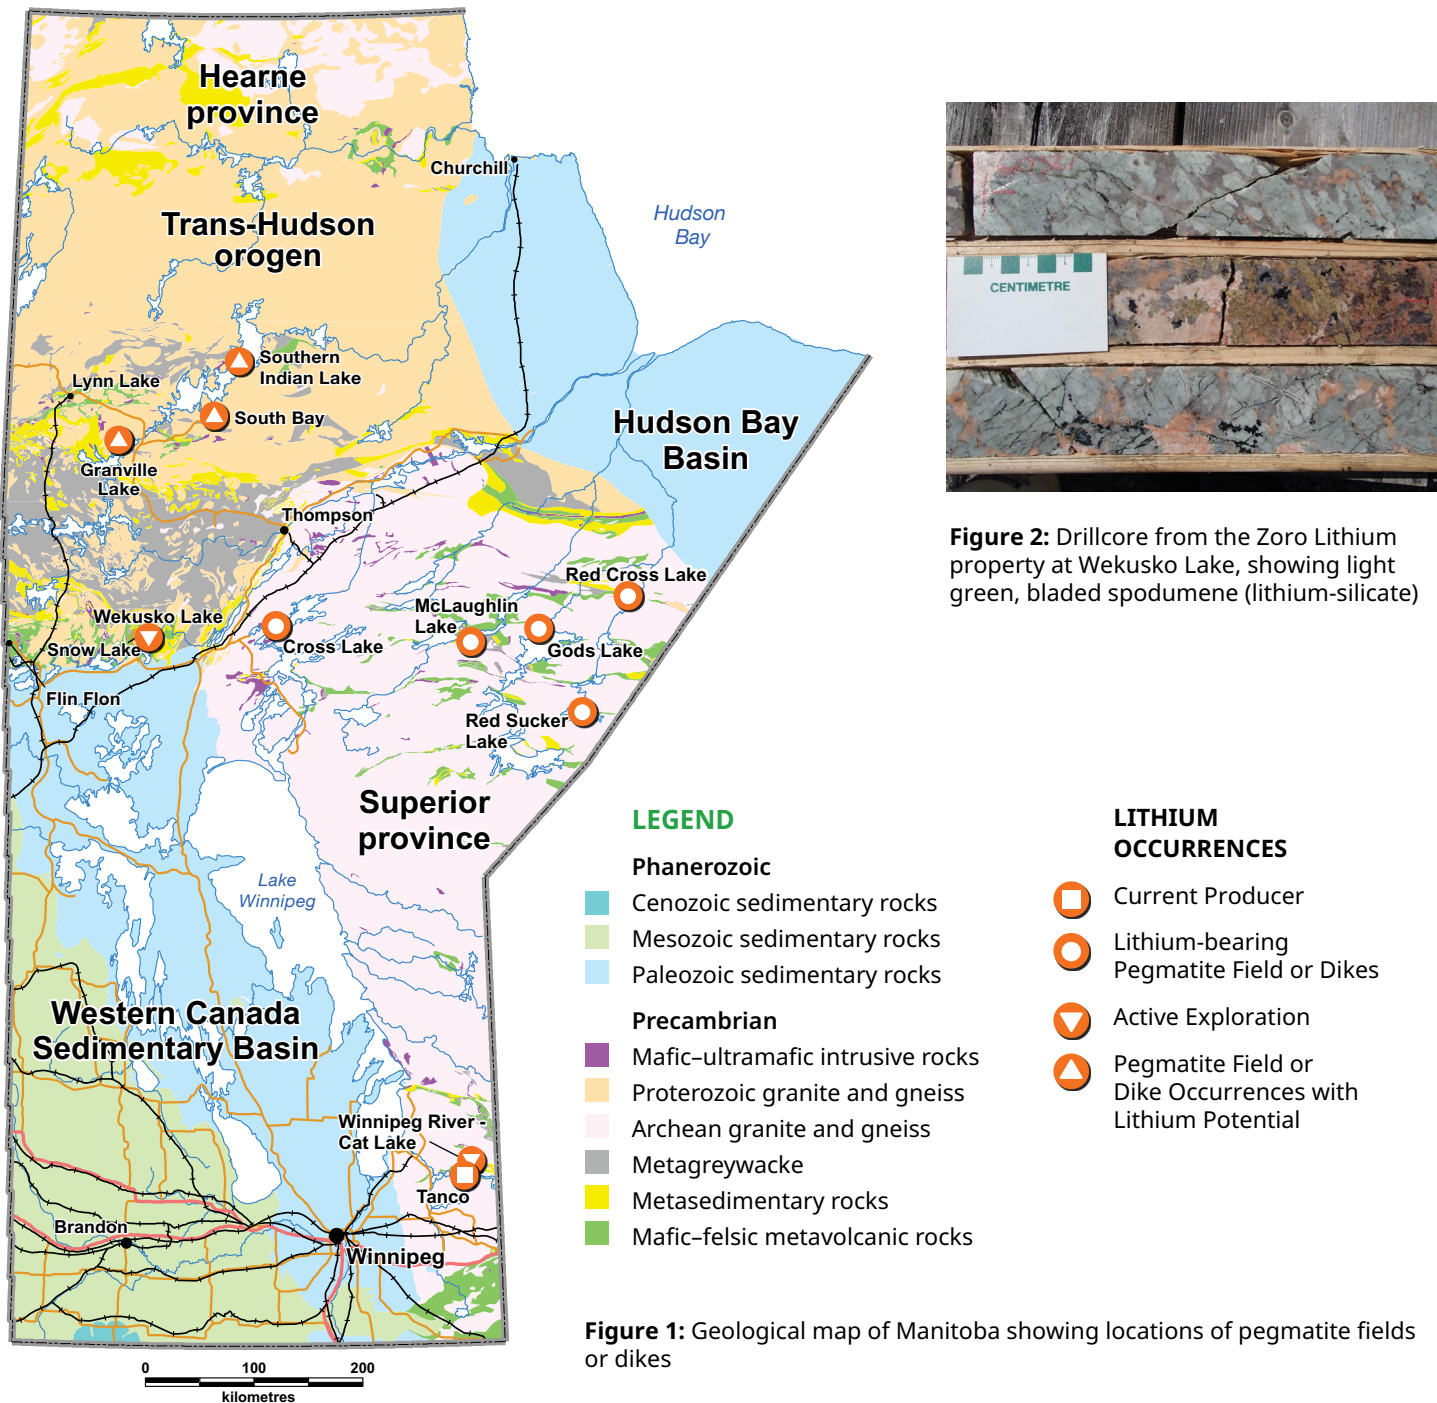 Hearne
province
Churchill
Trans-Hudson
orogen
Hudson
Bay
Southern
Indian Lake
Lynn Lake
South Bay
Granville
Lake
Hudson Bay
Basin
Thompson
Red Cross Lake
McLaughlin
Lake
Wekusko Lake
Cross Lake
Gods Lake
Snow Lake
Flin Flon
Red Sucker
Lake
Superior
province
Lake
Winnipeg
Western Canada
Sedimentary Basin
Winnipeg River -
Cat Lake
Tanco
Brandon
Winnipeg
0 100 200
kilometres
CENTIMETRE
Figure 2: Drillcore from the Zoro Lithium
property at Wekusko Lake, showing light
green, bladed spodumene (lithium-silicate)
LEGEND
Phanerozoic
Cenozoic sedimentary rocks
Mesozoic sedimentary rocks
Paleozoic sedimentary rocks
Precambrian
Mafic–ultramafic intrusive rocks
Proterozoic granite and gneiss
Archean granite and gneiss
Metagreywacke
Metasedimentary rocks
Mafic–felsic metavolcanic rocks
LITHIUM
OCCURRENCES
Current Producer
Lithium-bearing
Pegmatite Field or Dikes
Active Exploration
Pegmatite Field or
Dike Occurrences with
Lithium Potential
Figure 1: Geological map of Manitoba showing locations of pegmatite fields
or dikes